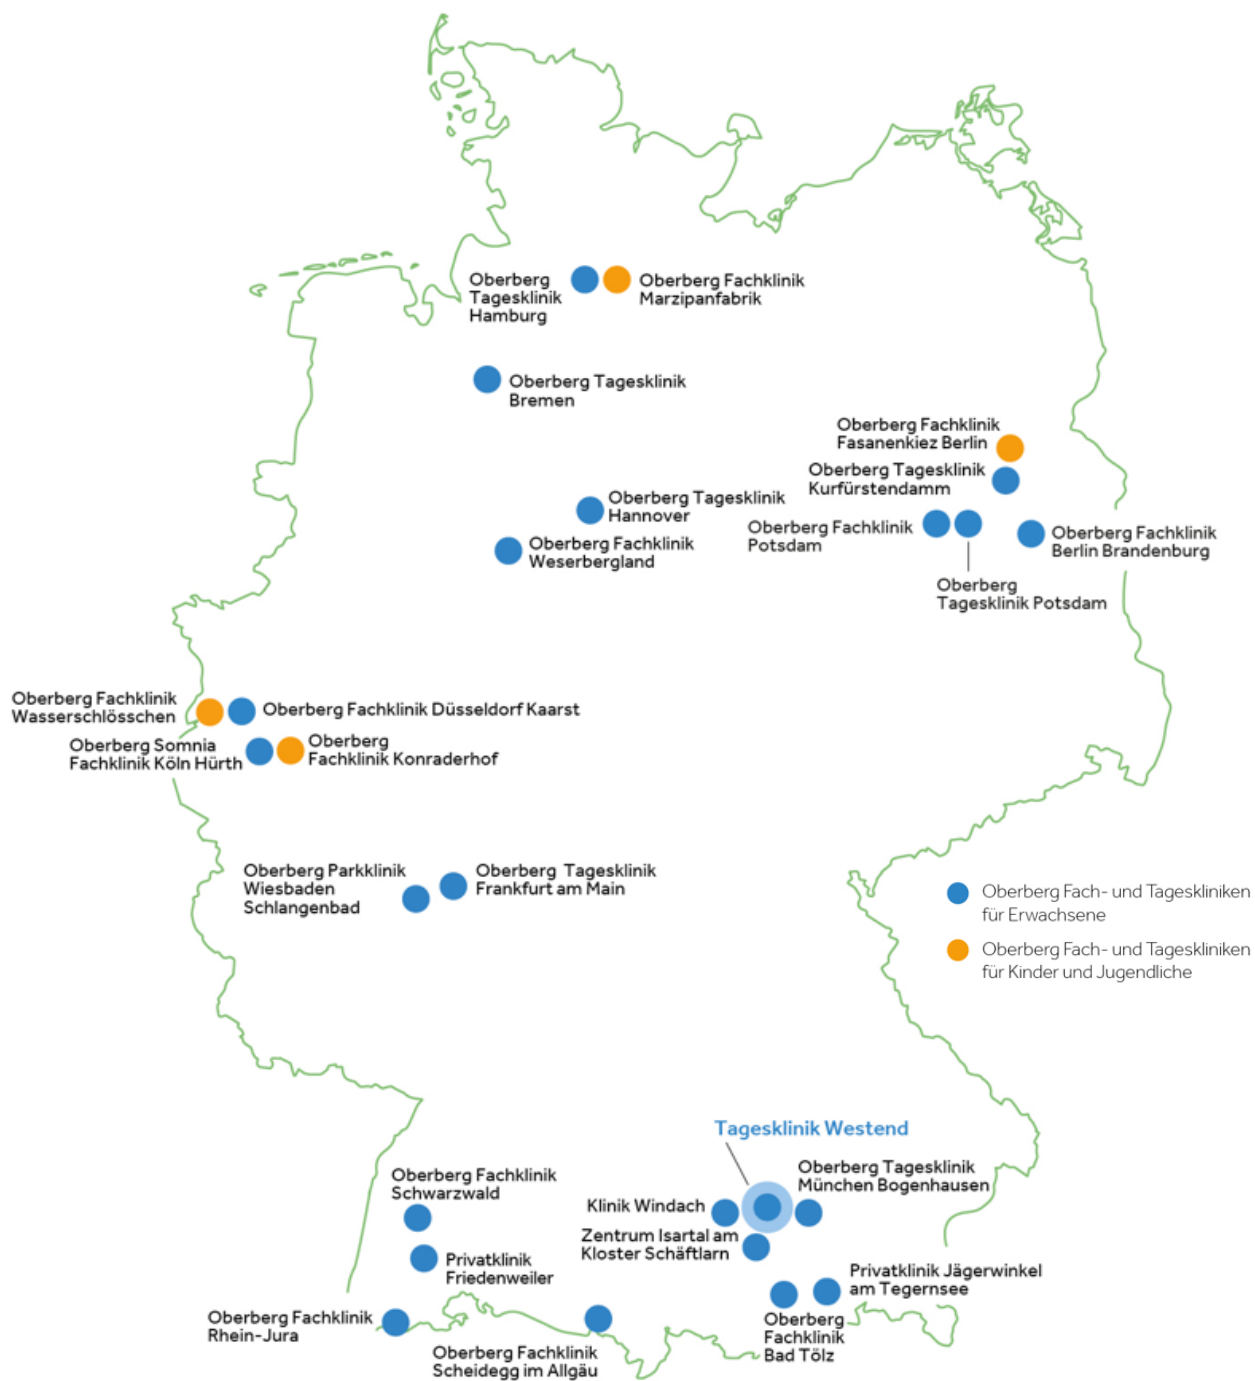 Oberberg
Tagesklinik
Hamburg
Oberberg Fachklinik
Marzipanfabrik
Oberberg Tagesklinik
Bremen
Oberberg Fachklinik
Fasanenkiez Berlin
Oberberg Tagesklinik
Kurfürstendamm
Oberberg Tagesklinik
Hannover
Oberberg Fachklinik
Potsdam
Oberberg Fachklinik
Berlin Brandenburg
Oberberg Fachklinik
Weserbergland
Oberberg
Tagesklinik Potsdam
Oberberg Fachklinik
Wasserschlösschen
Oberberg Fachklinik Düsseldorf Kaarst
Oberberg Somnia
Fachklinik Köln Hürth
Oberberg
Fachklinik Konraderhof
Oberberg Parkklinik
Wiesbaden
Schlangenbad
Oberberg Tagesklinik
Frankfurt am Main
Oberberg Fach- und Tageskliniken
für Erwachsene
Oberberg Fach- und Tageskliniken
für Kinder und Jugendliche
Tagesklinik Westend
Oberberg Fachklinik
Schwarzwald
Oberberg Tagesklinik
München Bogenhausen
Klinik Windach
Zentrum Isartal am
Kloster Schäftlarn
Privatklinik
Friedenweiler
Privatklinik Jägerwinkel
am Tegernsee
Oberberg Fachklinik
Rhein-Jura
Oberberg
Fachklinik
Bad Tölz
Oberberg Fachklinik
Scheidegg im Allgäu